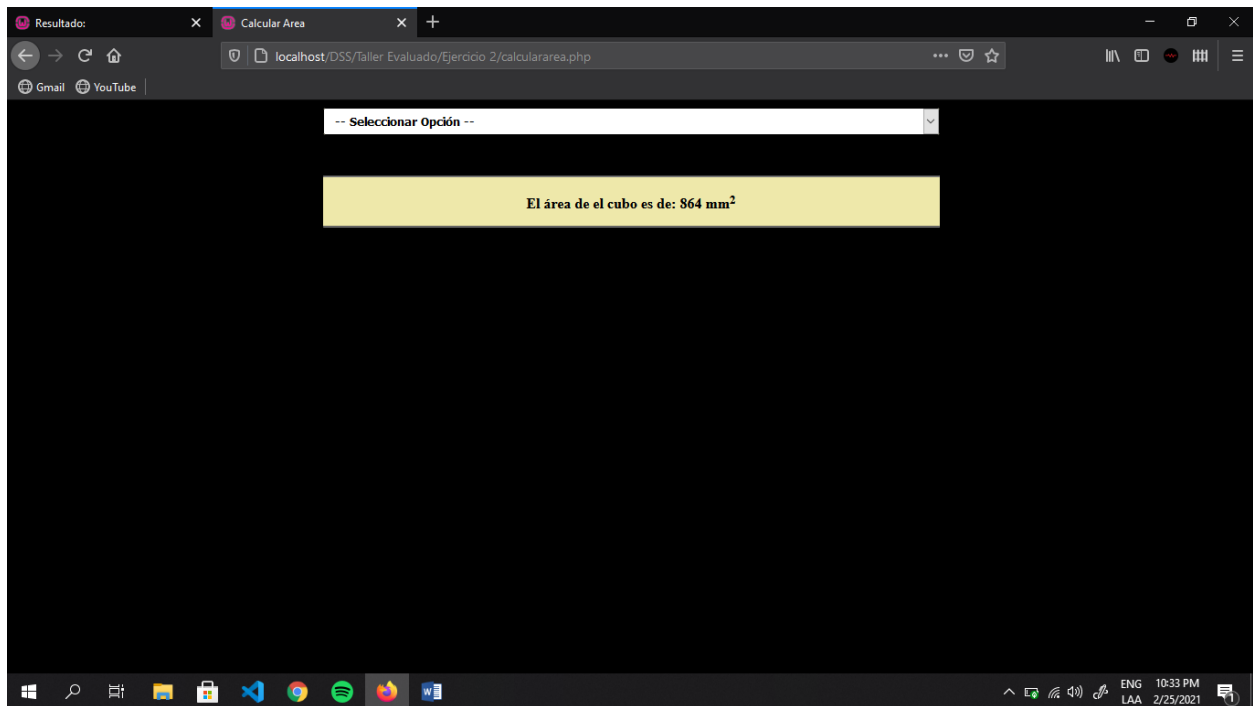 Resultado:
Calcular Area
localhost/DSS/Taller Evaluado/Ejercicio 2/calculararea.php
Gmail YouTube
-- Seleccionar Opción --
El área de el cubo es de: 864 mm²
ENG 10:33 PM
LAA 2/25/2021
1